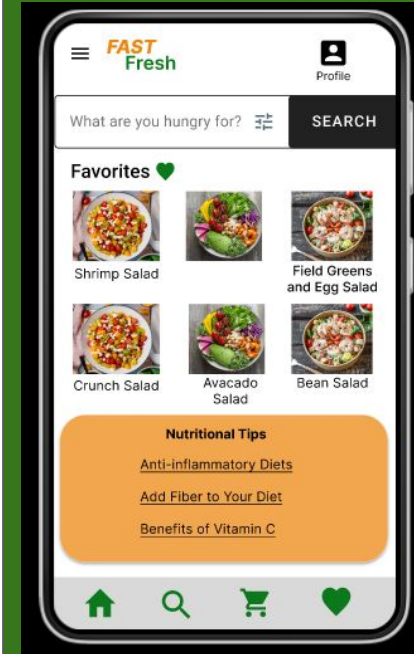 FAST
Fresh
Profile
What are you hungry for?
SEARCH
Favorites
Shrimp Salad
Field Greens
and Egg Salad
Crunch Salad
Avacado
Salad
Bean Salad
Nutritional Tips
Anti-inflammatory Diets
Add Fiber to Your Diet
Benefits of Vitamin C